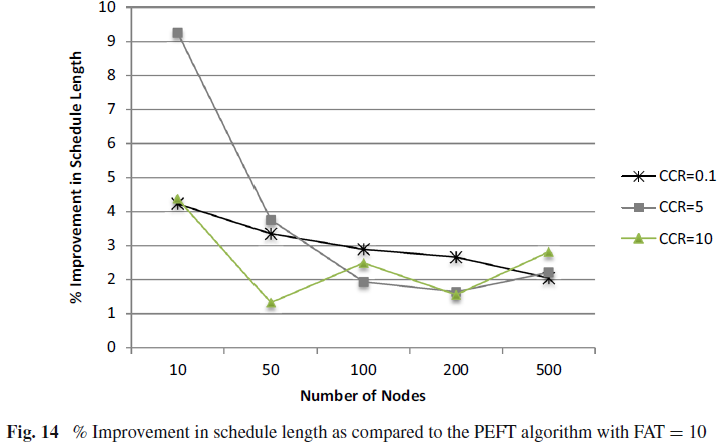 10
9
8
7
6
5
4
3
2
1
0
% Improvement in Schedule Length
10 50 100 200 500
Number of Nodes
CCR=0.1
CCR=5
CCR=10
Fig. 14 % Improvement in schedule length as compared to the PEFT algorithm with FAT = 10